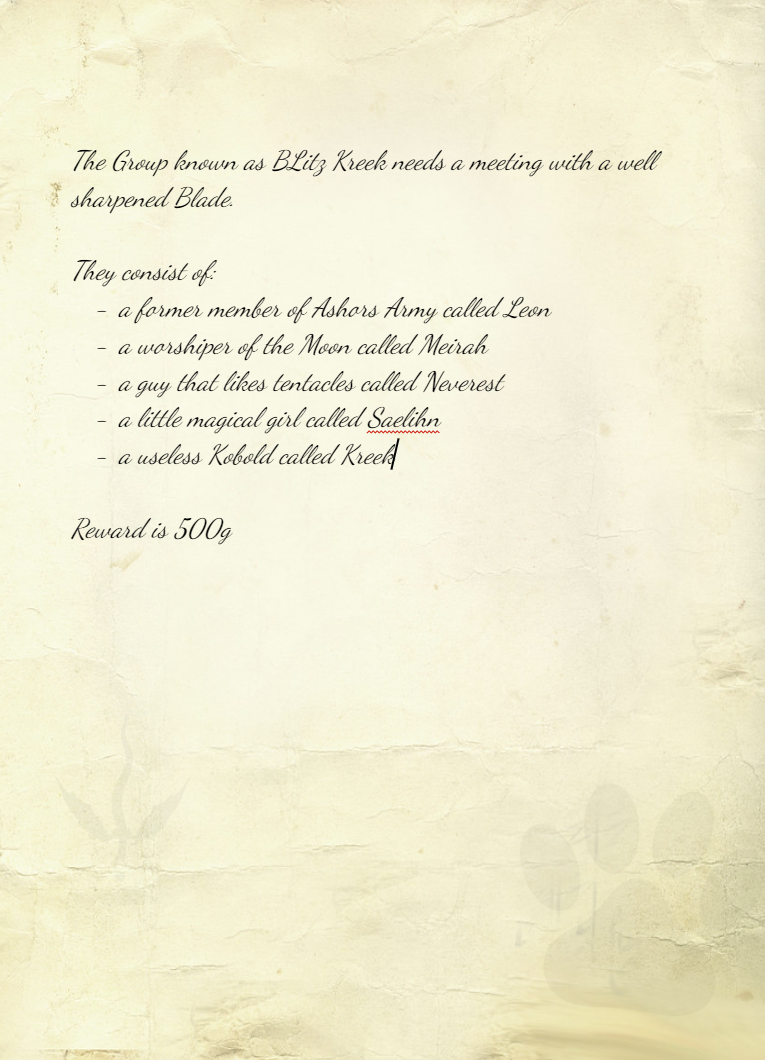 The Group known as BLitz Kreek needs a meeting with a well
sharpened Blade.
They consist of:
- a former member of Ashors Army called Leon
- a worshiper of the Moon called Meirah
- a guy that likes tentacles called Neverest
- a little magical girl called Saelihn
- a useless Kobold called Kreek
Reward is 500g